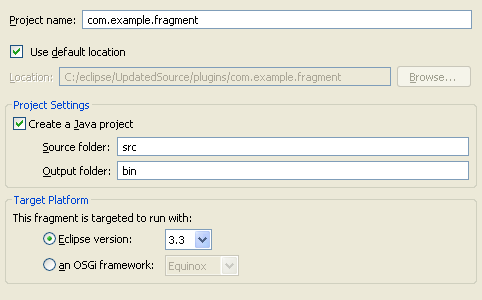 Project name: com.example.fragment
Use default location
Location: C:/eclipse/UpdatedSource/plugins/com.example.fragment Browse...
Project Settings
Create a Java project
Source folder: src
Output folder: bin
Target Platform
This fragment is targeted to run with:
Eclipse version: 3.3
an OSGi framework: Equinox